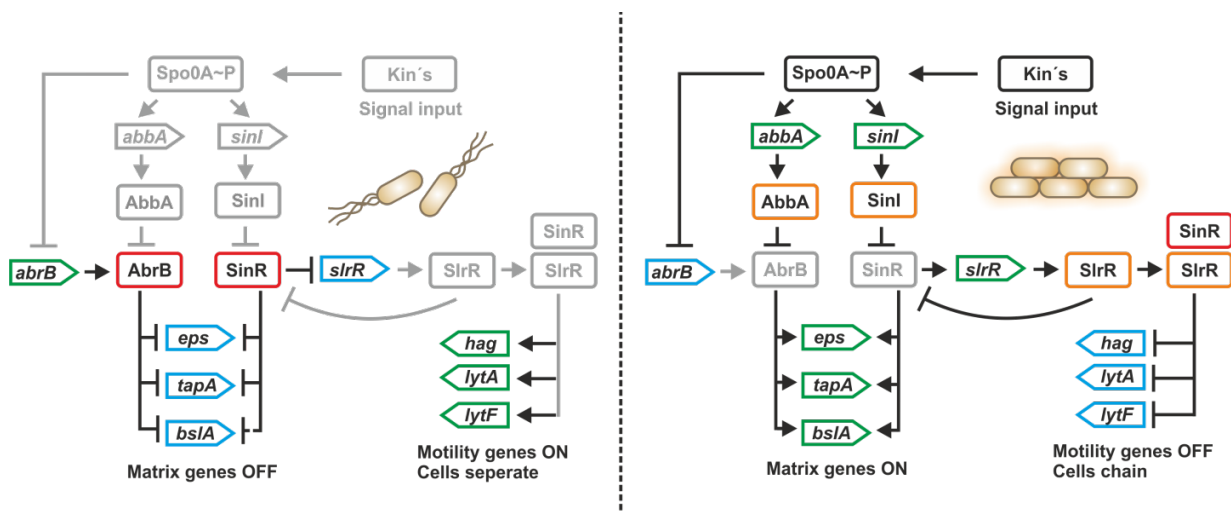 Spo0A~P
Kin´s
Signal input
abbA
sinI
AbbA
SinI
SinR
abrB
AbrB
SinR
slrR
SlrR
SlrR
eps
hag
tapA
lytA
bslA
lytF
Matrix genes OFF
Motility genes ON
Cells seperate
Spo0A~P
Kin´s
Signal input
abbA
sinI
AbbA
SinI
SinR
abrB
AbrB
SinR
slrR
SlrR
SlrR
eps
hag
tapA
lytA
bslA
lytF
Matrix genes ON
Motility genes OFF
Cells chain